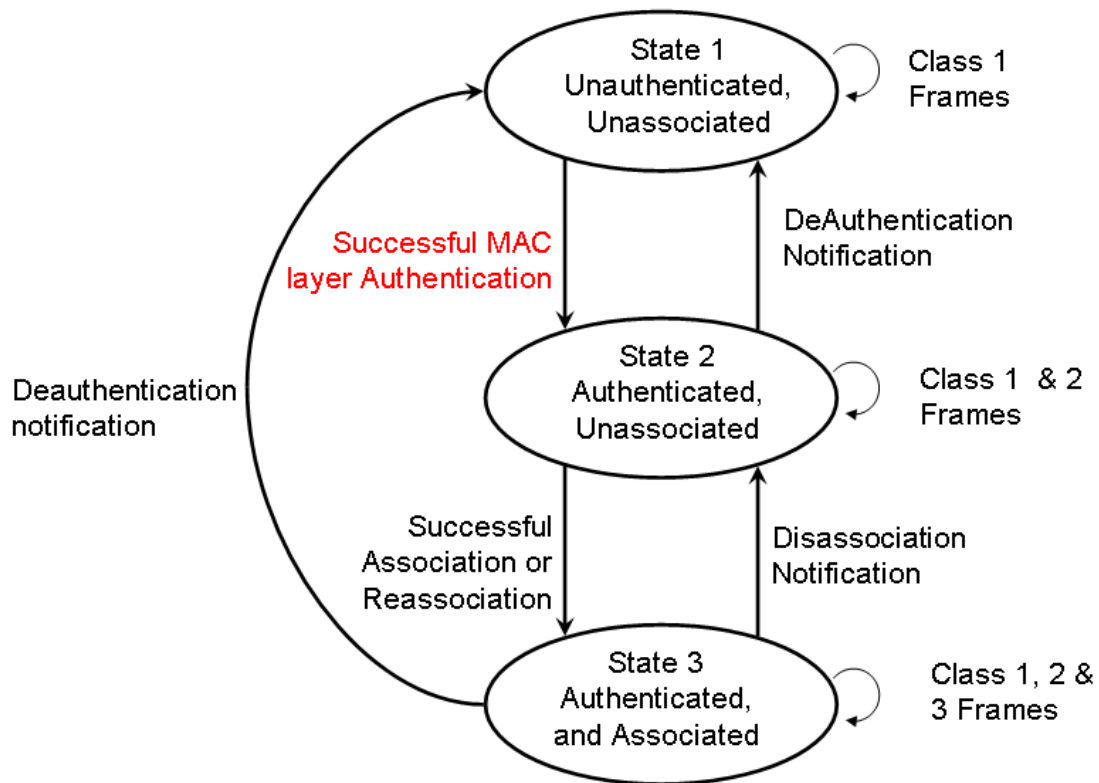 State 1
Unauthenticated,
Unassociated
Class 1
Frames
Successful MAC
layer Authentication
DeAuthentication
Notification
State 2
Authenticated,
Unassociated
Class 1 & 2
Frames
Deauthentication
notification
Successful
Association or
Reassociation
Disassociation
Notification
State 3
Authenticated,
and Associated
Class 1, 2 &
3 Frames